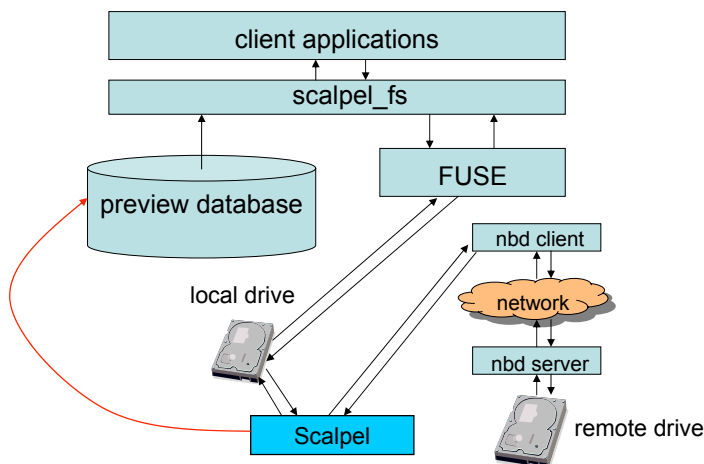 client applications
scalpel_fs
FUSE
preview database
nbd client
local drive
network
nbd server
Scalpel
remote drive